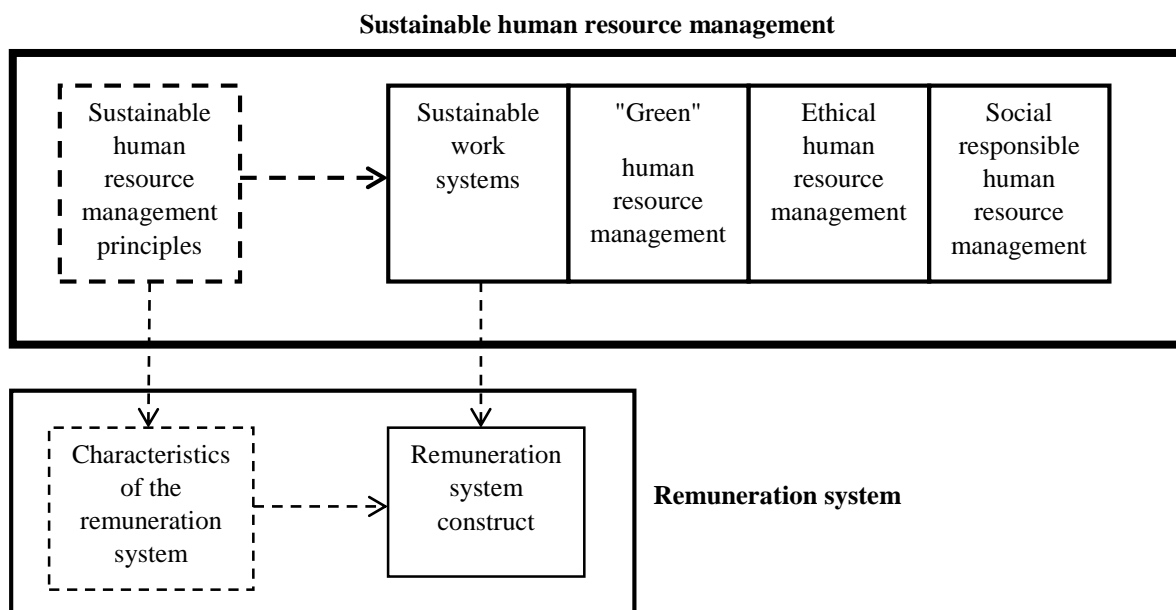 Sustainable human resource management
Sustainable
human
resource
management
principles
Sustainable
work
systems
"Green"
human
resource
management
Ethical
human
resource
management
Social
responsible
human
resource
management
Characteristics
of the
remuneration
system
Remuneration
system
construct
Remuneration system